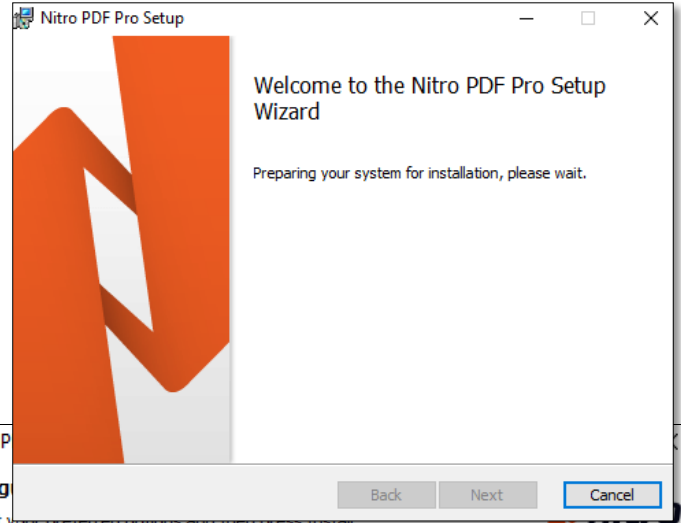 Nitro PDF Pro Setup
Welcome to the Nitro PDF Pro Setup
Wizard
Preparing your system for installation, please wait.
Back
Next
Cancel